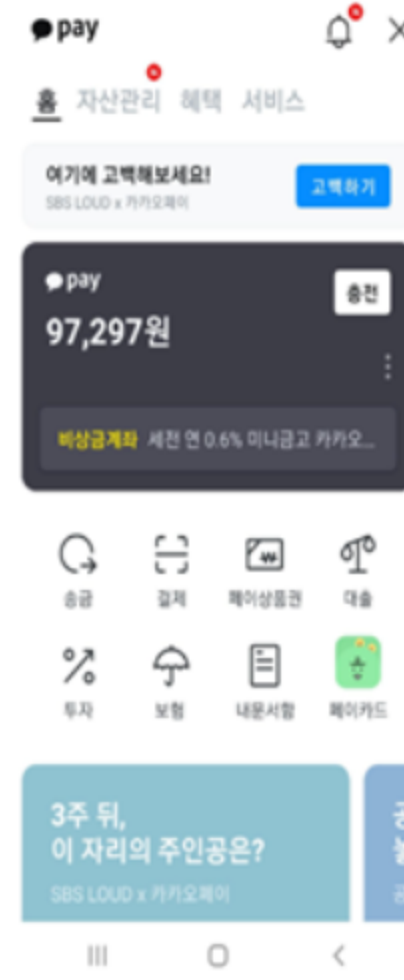 pay
홈 자산관리 혜택 서비스
여기에 고백해보세요!
SBS LOUD x 카카오페이
고백하기
pay
충전
97,297원
비상금계좌 세전 연 0.6% 미니금고 카카오...
송금 결제 페이상품권 대출
투자 보험 내문서함 페이카드
3주 뒤,
이 자리의 주인공은?
SBS LOUD x 카카오페이